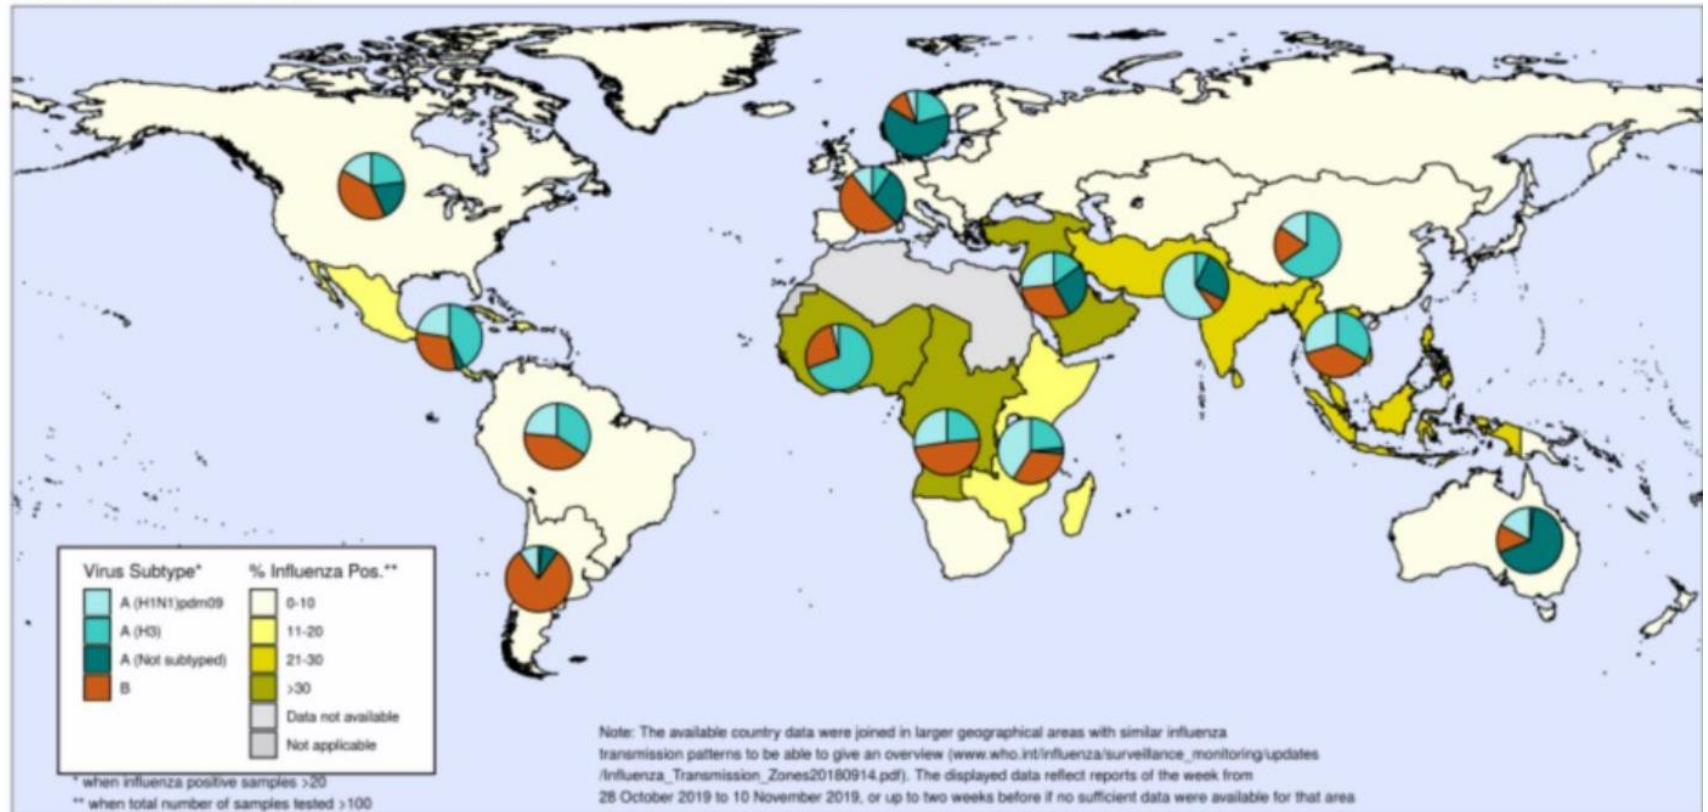 Virus Subtype*
A (H1N1)pdm09
A (H3)
A (Not subtyped)
B
% Influenza Pos.**
0-10
11-20
21-30
>30
Data not available
Not applicable
* when influenza positive samples >20
** when total number of samples tested >100
Note: The available country data were joined in larger geographical areas with similar influenza
transmission patterns to be able to give an overview (www.who.int/influenza/surveillance_monitoring/updates
/Influenza_Transmission_Zones20180914.pdf). The displayed data reflect reports of the week from
28 October 2019 to 10 November 2019, or up to two weeks before if no sufficient data were available for that area